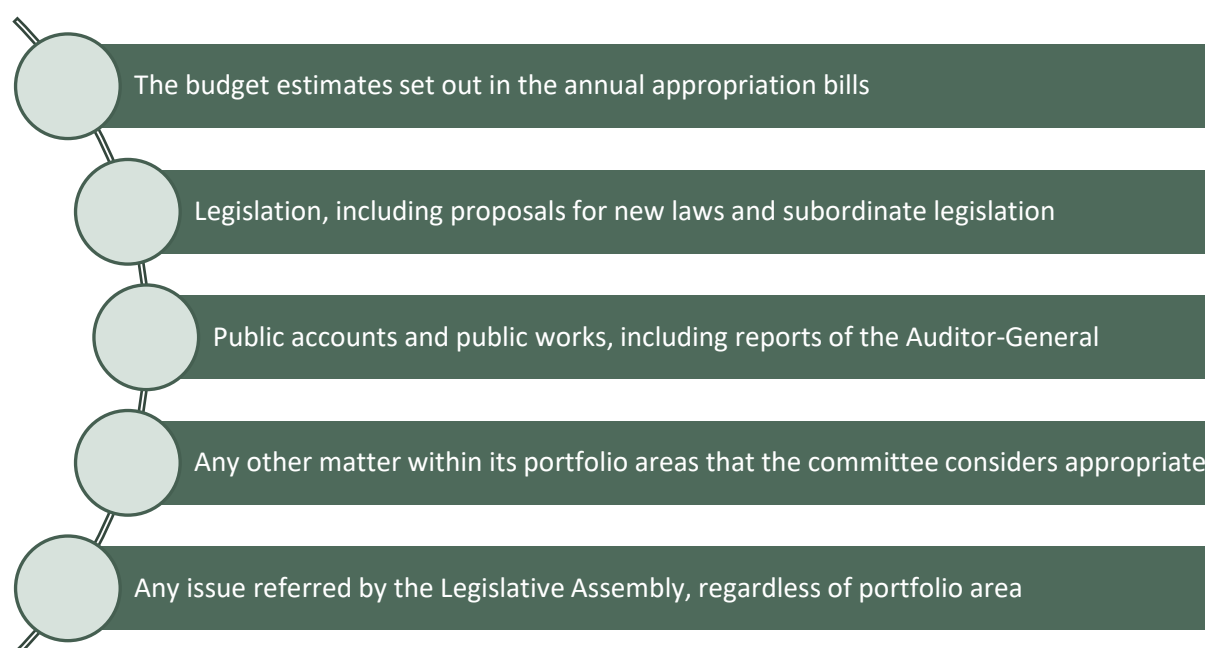 The budget estimates set out in the annual appropriation bills
Legislation, including proposals for new laws and subordinate legislation
Public accounts and public works, including reports of the Auditor-General
Any other matter within its portfolio areas that the committee considers appropriate
Any issue referred by the Legislative Assembly, regardless of portfolio area